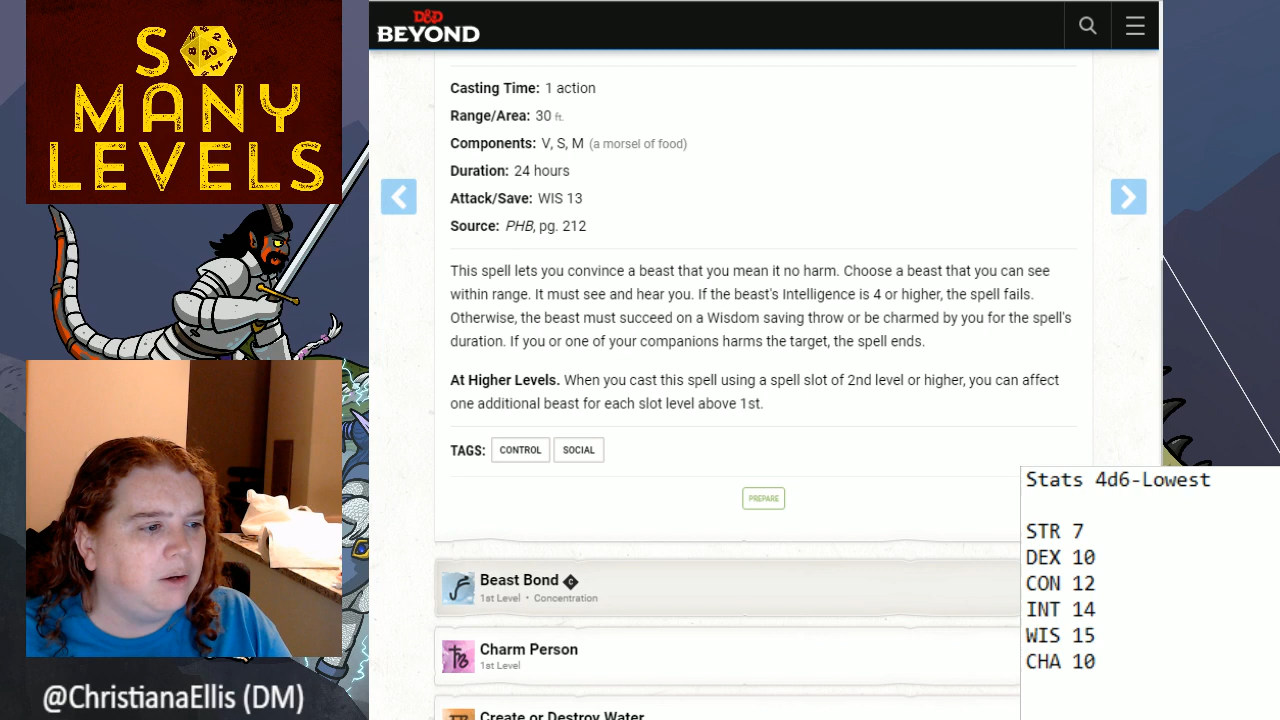 SO
MANY
LEVELS
@ChristianaEllis (DM)
D&D
BEYOND
Casting Time: 1 action
Range/Area: 30 ft.
Components: V, S, M (a morsel of food)
Duration: 24 hours
Attack/Save: WIS 13
Source: PHB, pg. 212
This spell lets you convince a beast that you mean it no harm. Choose a beast that you can see
within range. It must see and hear you. If the beast's Intelligence is 4 or higher, the spell fails.
Otherwise, the beast must succeed on a Wisdom saving throw or be charmed by you for the spell's
duration. If you or one of your companions harms the target, the spell ends.
At Higher Levels. When you cast this spell using a spell slot of 2nd level or higher, you can affect
one additional beast for each slot level above 1st.
TAGS: CONTROL SOCIAL
PREPARE
Beast Bond C
1st Level • Concentration
Charm Person
1st Level
Create or Destroy Water
Stats 4d6-Lowest
STR 7
DEX 10
CON 12
INT 14
WIS 15
CHA 10